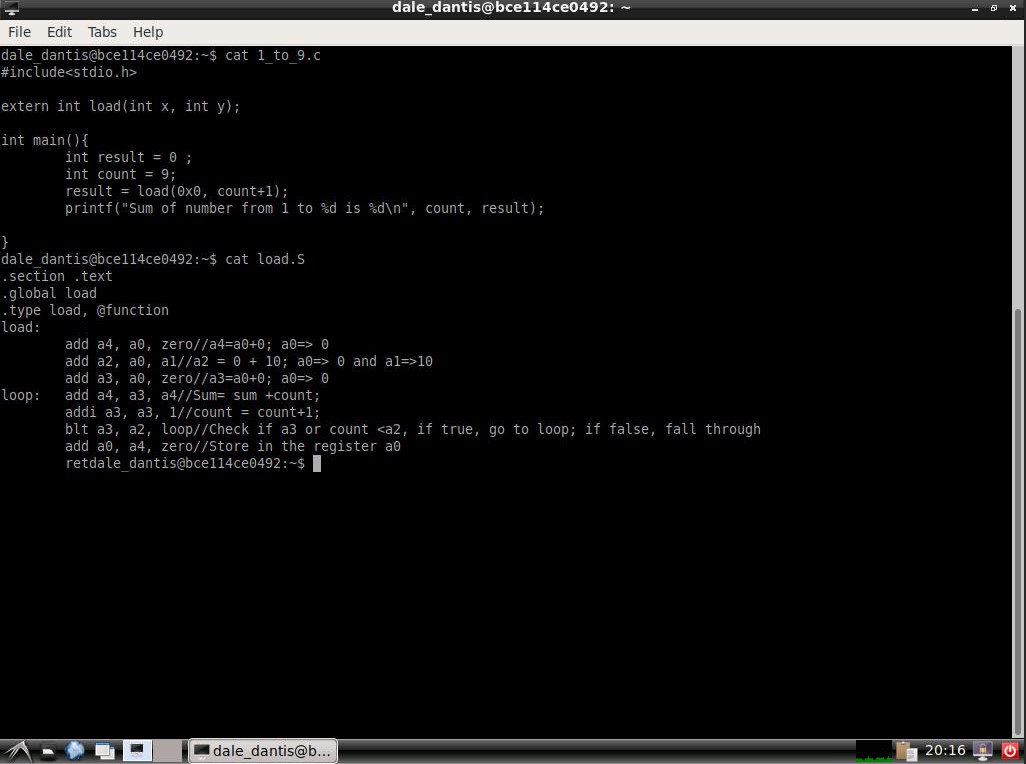 dale_dantis@bce114ce0492: ~
File Edit Tabs Help
dale_dantis@bce114ce0492:~$ cat 1_to_9.c
#include<stdio.h>
extern int load(int x, int y);
int main(){
        int result = 0 ;
        int count = 9;
        result = load(0x0, count+1);
        printf("Sum of number from 1 to %d is %d\n", count, result);
}
dale_dantis@bce114ce0492:~$ cat load.S
.section .text
.global load
.type load, @function
load:
        add a4, a0, zero//a4=a0+0; a0=> 0
        add a2, a0, a1//a2 = 0 + 10; a0=> 0 and a1=>10
        add a3, a0, zero//a3=a0+0; a0=> 0
loop:   add a4, a3, a4//Sum= sum +count;
        addi a3, a3, 1//count = count+1;
        blt a3, a2, loop//Check if a3 or count <a2, if true, go to loop; if false, fall through
        add a0, a4, zero//Store in the register a0
        retdale_dantis@bce114ce0492:~$
dale_dantis@b...
20:16